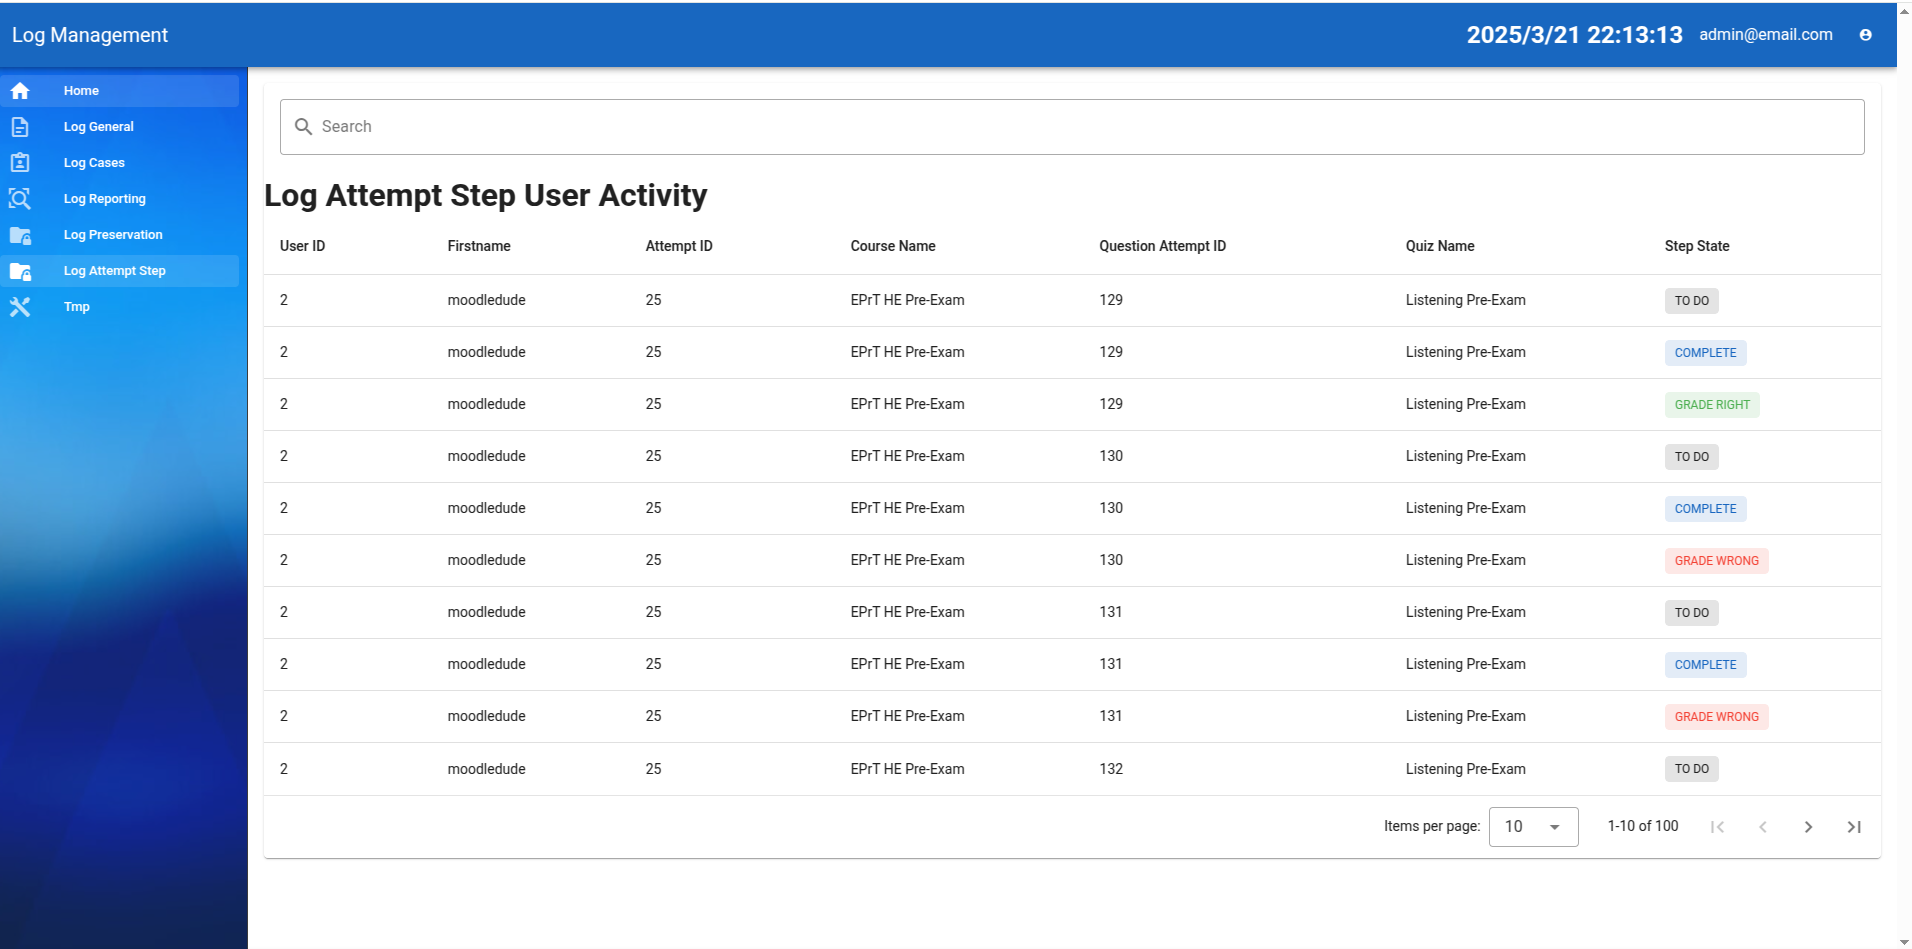 Log Management
2025/3/21 22:13:13 admin@email.com
Home
Log General
Log Cases
Log Reporting
Log Preservation
Log Attempt Step
Tmp
Search
Log Attempt Step User Activity
User ID Firstname Attempt ID Course Name Question Attempt ID Quiz Name Step State
2 moodledude 25 EPrT HE Pre-Exam 129 Listening Pre-Exam TO DO
2 moodledude 25 EPrT HE Pre-Exam 129 Listening Pre-Exam COMPLETE
2 moodledude 25 EPrT HE Pre-Exam 129 Listening Pre-Exam GRADE RIGHT
2 moodledude 25 EPrT HE Pre-Exam 130 Listening Pre-Exam TO DO
2 moodledude 25 EPrT HE Pre-Exam 130 Listening Pre-Exam COMPLETE
2 moodledude 25 EPrT HE Pre-Exam 130 Listening Pre-Exam GRADE WRONG
2 moodledude 25 EPrT HE Pre-Exam 131 Listening Pre-Exam TO DO
2 moodledude 25 EPrT HE Pre-Exam 131 Listening Pre-Exam COMPLETE
2 moodledude 25 EPrT HE Pre-Exam 131 Listening Pre-Exam GRADE WRONG
2 moodledude 25 EPrT HE Pre-Exam 132 Listening Pre-Exam TO DO
Items per page: 10 1-10 of 100